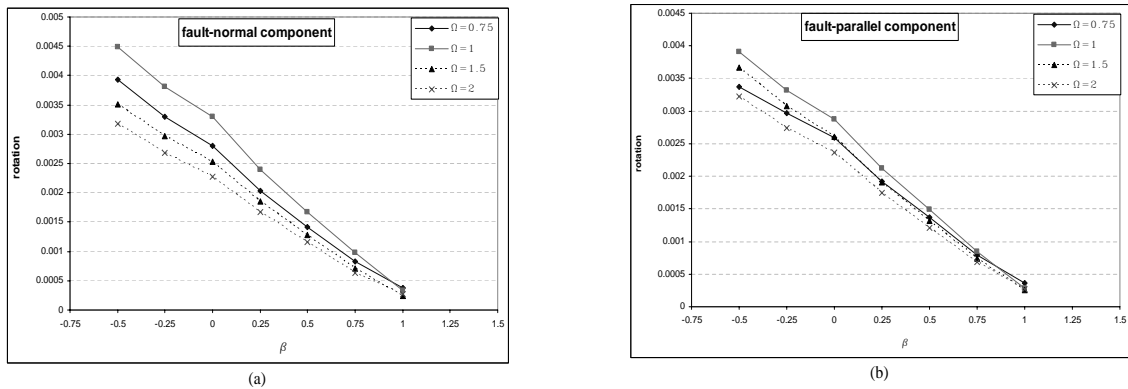 0.005
0.0045
0.004
0.0035
0.003
0.0025
0.002
0.0015
0.001
0.0005
0
rotation
fault-normal component
Ω=0.75
Ω=1
Ω=1.5
Ω=2
-0.75 -0.5 -0.25 0 0.25 0.5 0.75 1 1.5
β
(a)
0.0045
0.004
0.0035
0.003
0.0025
0.002
0.0015
0.001
0.0005
0
rotation
fault-parallel component
Ω=0.75
Ω=1
Ω=1.5
Ω=2
-0.75 -0.5 -0.25 0 0.25 0.5 0.75 1 1.25
β
(b)